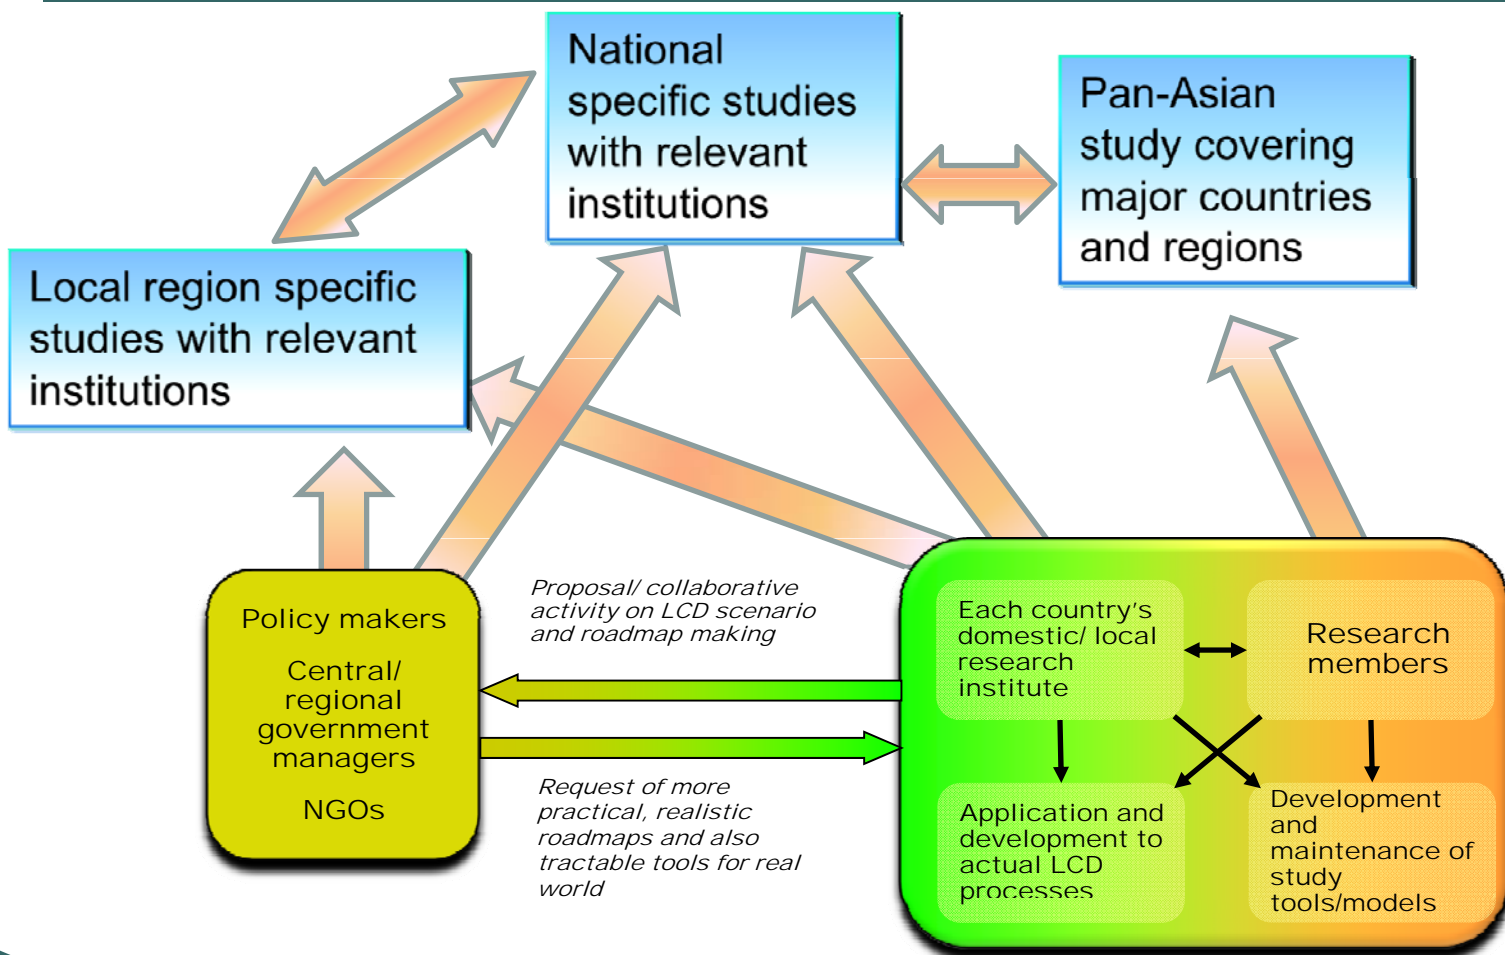 National
specific studies
with relevant
institutions
Pan-Asian
study covering
major countries
and regions
Local region specific
studies with relevant
institutions
Policy makers
Central/
regional
government
managers
NGOs
Proposal/ collaborative
activity on LCD scenario
and roadmap making
Request of more
practical, realistic
roadmaps and also
tractable tools for real
world
Each country's
domestic/ local
research
institute
Research
members
Application and
development to
actual LCD
processes
Development
and
maintenance of
study
tools/models